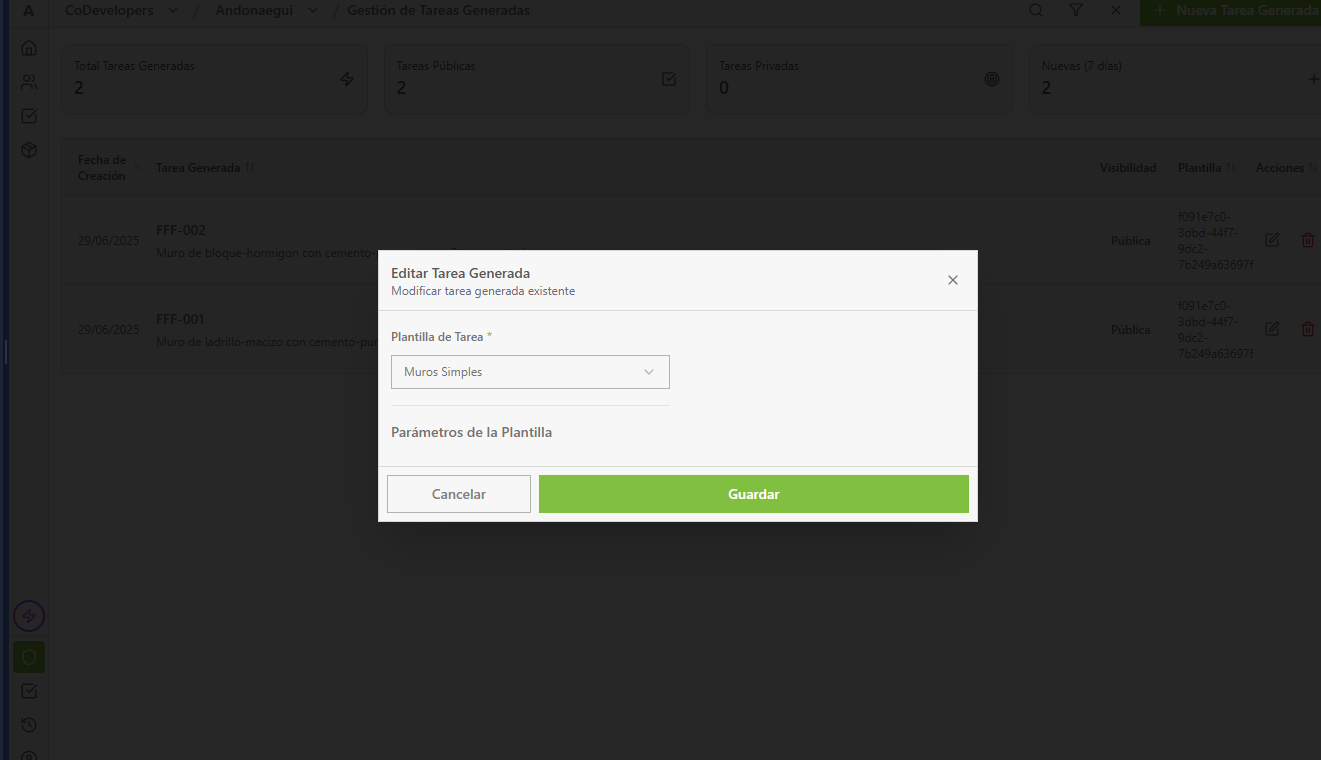 A CoDevelopers / Andonaegui / Gestión de Tareas Generadas + Nueva Tarea Generada
Total Tareas Generadas
2
Tareas Públicas
2
Tareas Privadas
0
Nuevas (7 días)
2
Fecha de
Creación
Tarea Generada
Visibilidad
Plantilla
Acciones
29/06/2025
FFF-002
Muro de bloque-hormigon con cemento-
Pública
f091e7c0-
3dbd-44f7-
9dc2-
7b249a63697f
29/06/2025
FFF-001
Muro de ladrillo-macizo con cemento-pur
Pública
f091e7c0-
3dbd-44f7-
9dc2-
7b249a63697f
Editar Tarea Generada
Modificar tarea generada existente
Plantilla de Tarea *
Muros Simples
Parámetros de la Plantilla
Cancelar
Guardar